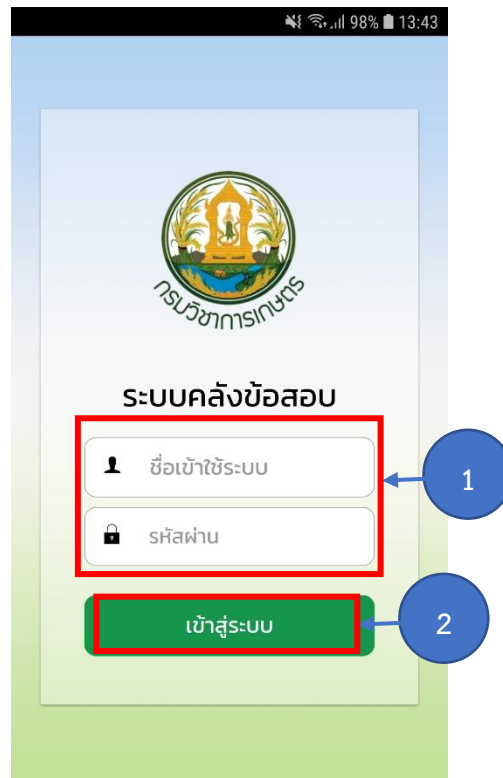 98% 13:43
กรมวิชาการเกษตร
ระบบคลังข้อสอบ
ชื่อเข้าใช้ระบบ
1
รหัสผ่าน
เข้าสู่ระบบ
2